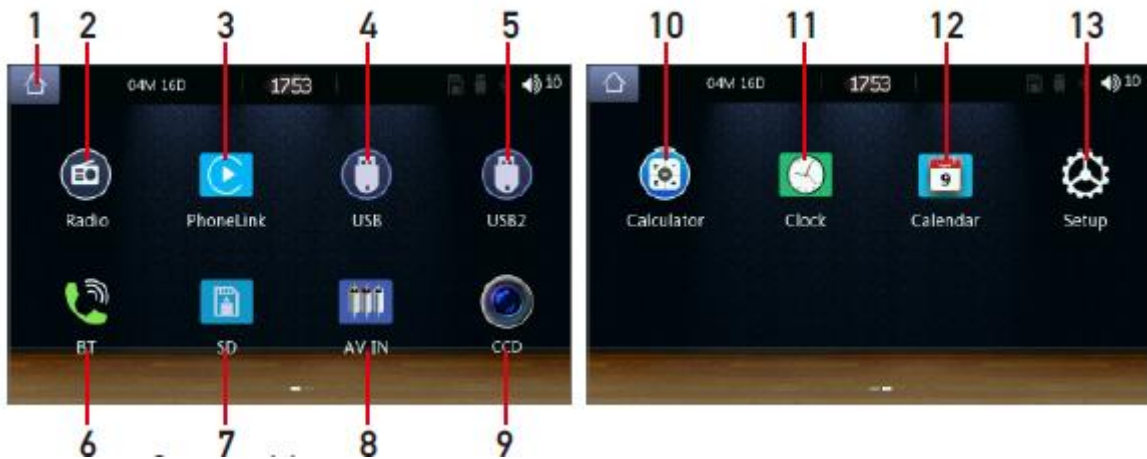 1 2 3 4 5 10 11 12 13
04M 16D 1753 10 04M 16D 1753 10
Radio PhoneLink USB USB2 Calculator Clock Calendar Setup
9
BT SD AV IN CCD
6 7 8 9